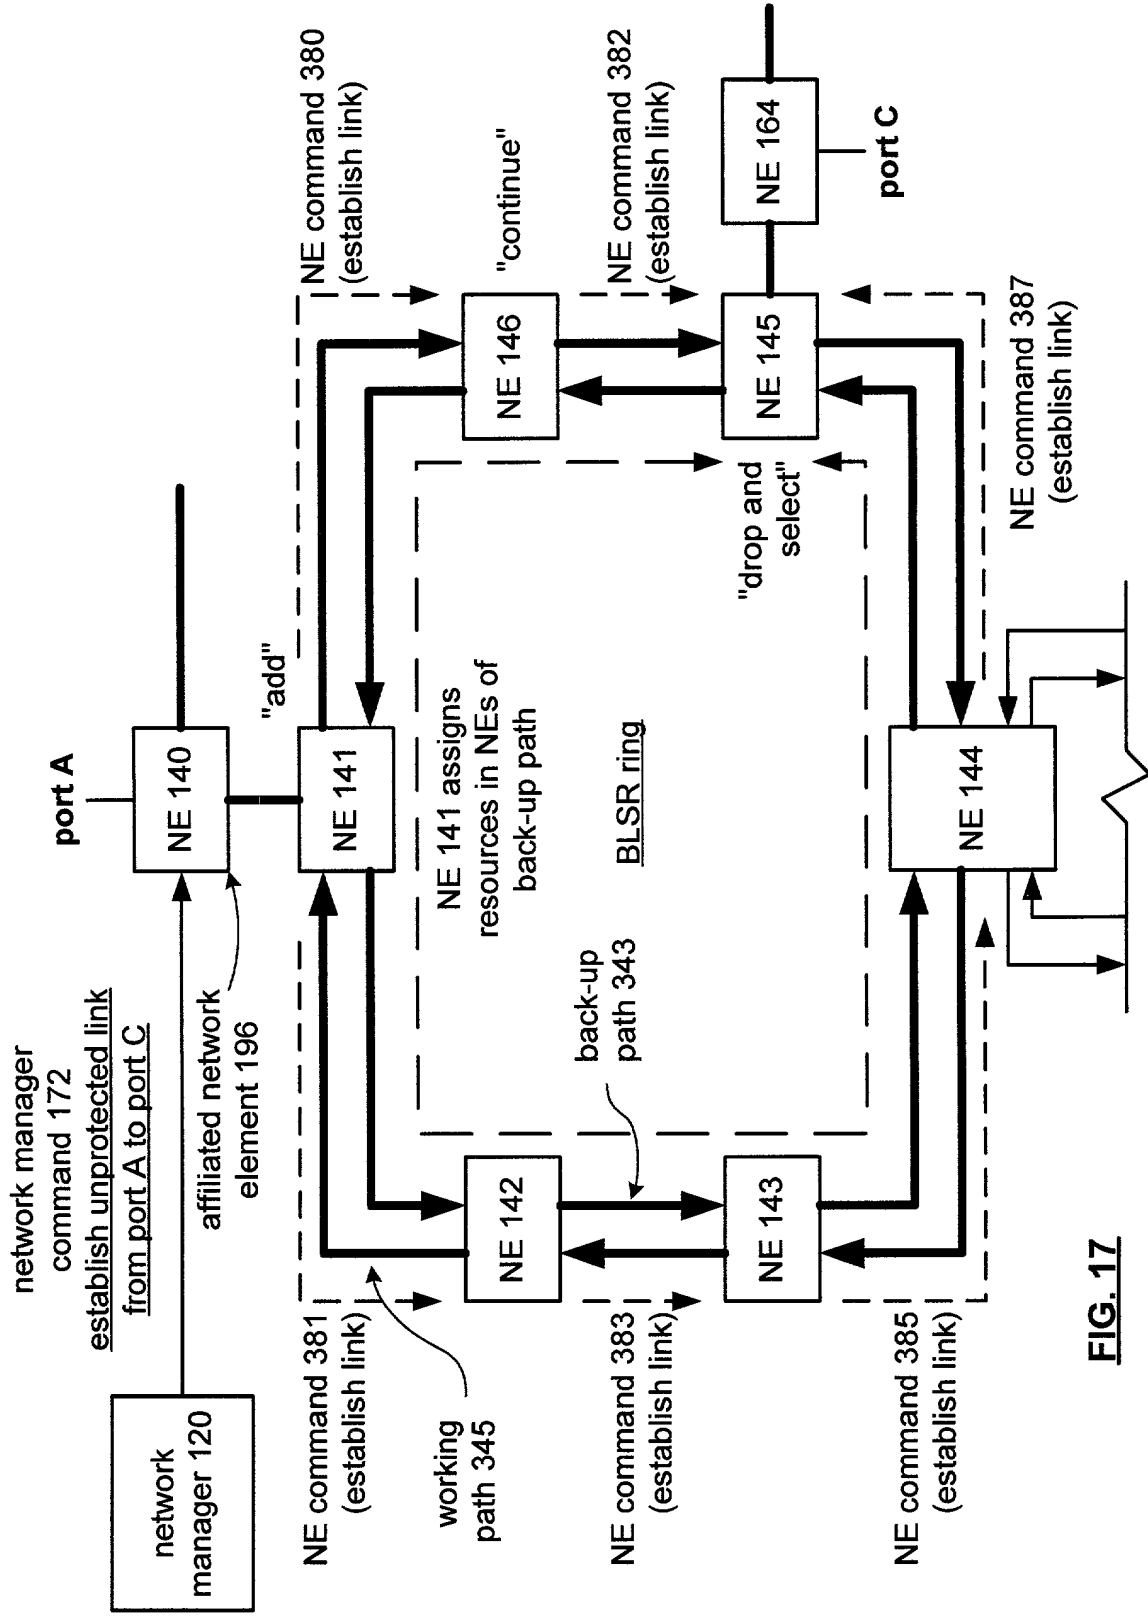 network manager
command 172
establish unprotected link
from port A to port C
network
manager 120
affiliated network
element 196
port A
NE 140
"add"
NE 141
NE command 380
(establish link)
NE command 381
(establish link)
working
path 345
NE 141 assigns
resources in NEs of
back-up path
NE 146
"continue"
NE 142
back-up
path 343
BLSR ring
NE command 382
(establish link)
NE command 383
(establish link)
NE 143
"drop and
select"
NE 145
NE 164
port C
NE command 385
(establish link)
NE 144
NE command 387
(establish link)
FIG. 17